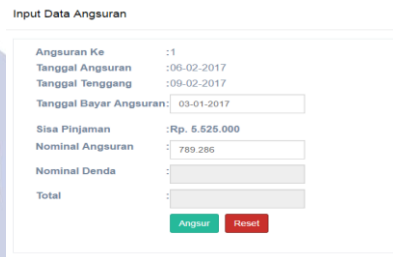 Input Data Angsuran
Angsuran Ke :1
Tanggal Angsuran :06-02-2017
Tanggal Tenggang :09-02-2017
Tanggal Bayar Angsuran: 03-01-2017
Sisa Pinjaman :Rp. 5.525.000
Nominal Angsuran : 789.286
Nominal Denda :
Total :
Angsur Reset